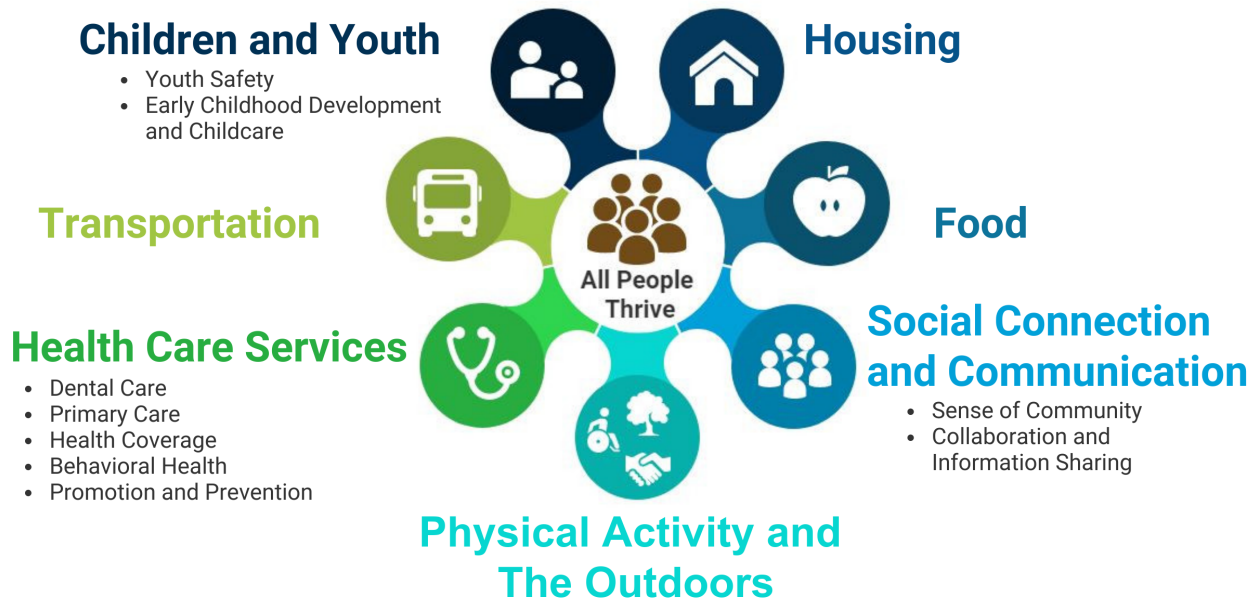 Children and Youth
• Youth Safety
• Early Childhood Development
and Childcare
Housing
Transportation
Food
All People
Thrive
Health Care Services
• Dental Care
• Primary Care
• Health Coverage
• Behavioral Health
• Promotion and Prevention
Social Connection
and Communication
• Sense of Community
• Collaboration and
Information Sharing
Physical Activity and
The Outdoors